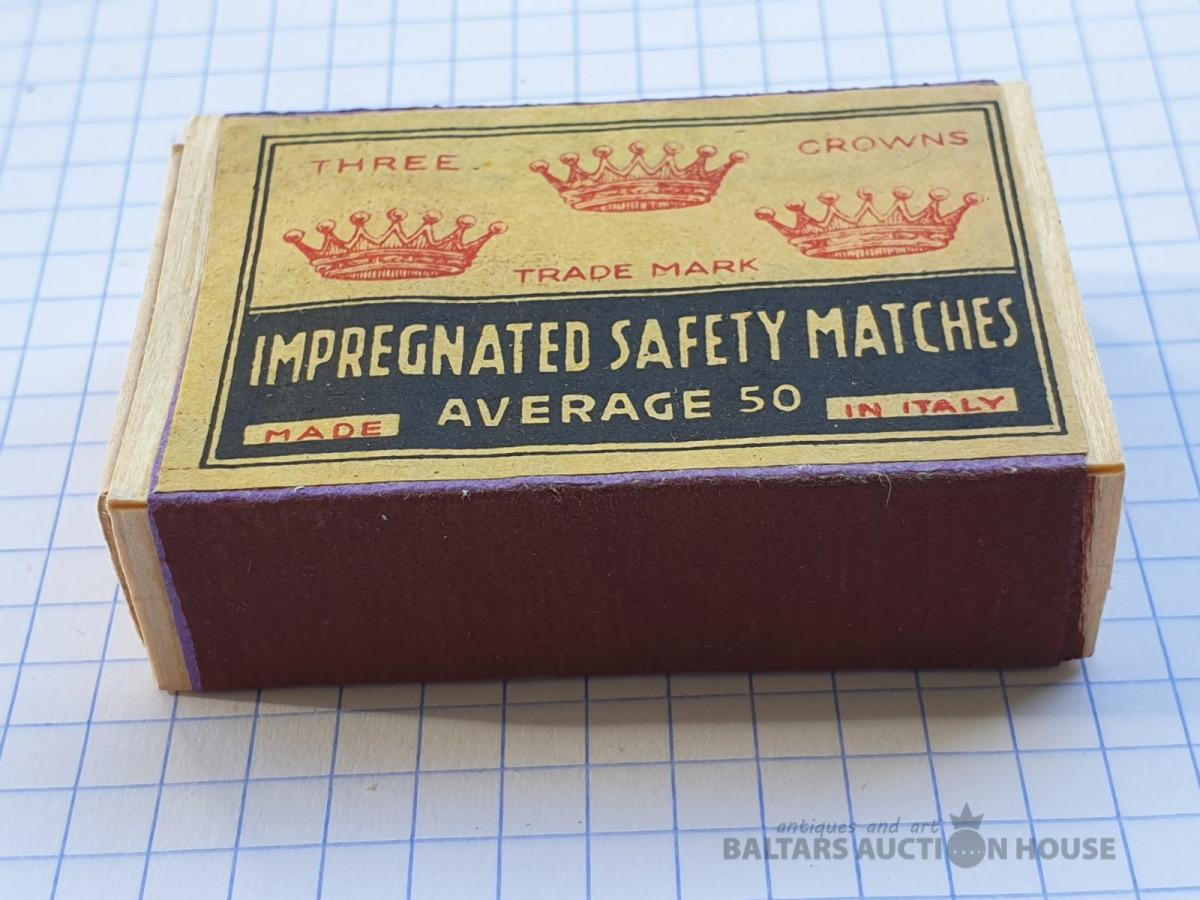 THREE CROWNS
TRADE MARK
IMPREGNATED SAFETY MATCHES
AVERAGE 50
MADE IN ITALY
antiques and art
BALTARS AUCTION HOUSE